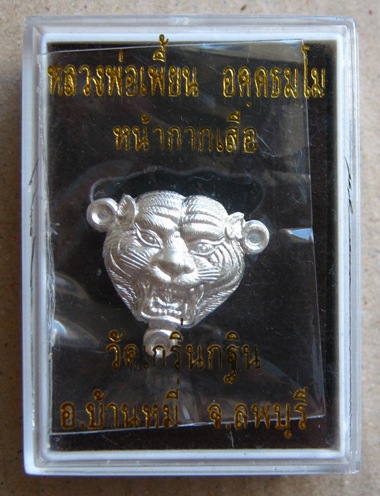 หลวงพ่อเพี้ยน อคฺคธมฺโม
หน้ากากเสือ
วัดเกริ่นกฐิน
อ.บ้านหมี่ จ.ลพบุรี